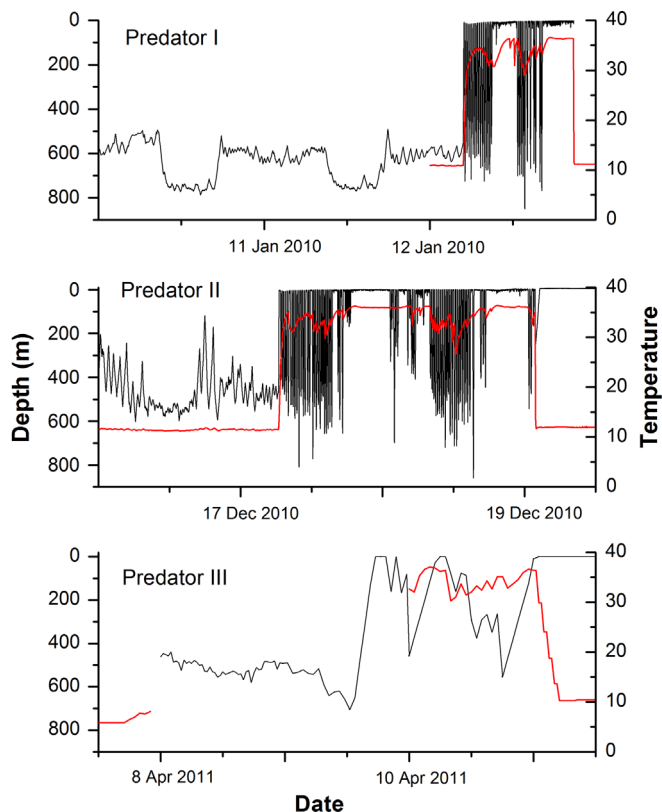 Predator I
0
200
400
600
800
40
30
20
10
0
11 Jan 2010
12 Jan 2010
Predator II
0
200
400
600
800
40
30
20
10
0
17 Dec 2010
19 Dec 2010
Depth (m)
Temperature
Predator III
0
200
400
600
800
40
30
20
10
0
8 Apr 2011
10 Apr 2011
Date